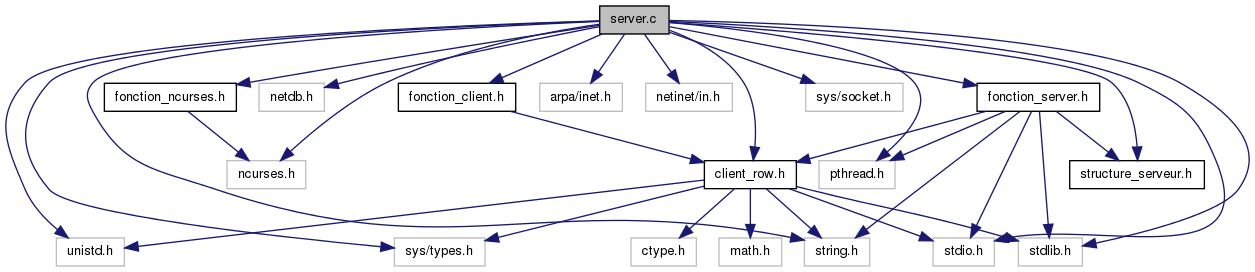 server.c
fonction_ncurses.h
netdb.h
fonction_client.h
arpa/inet.h
netinet/in.h
sys/socket.h
fonction_server.h
ncurses.h
client_row.h
pthread.h
structure_serveur.h
unistd.h
sys/types.h
ctype.h
math.h
string.h
stdio.h
stdlib.h